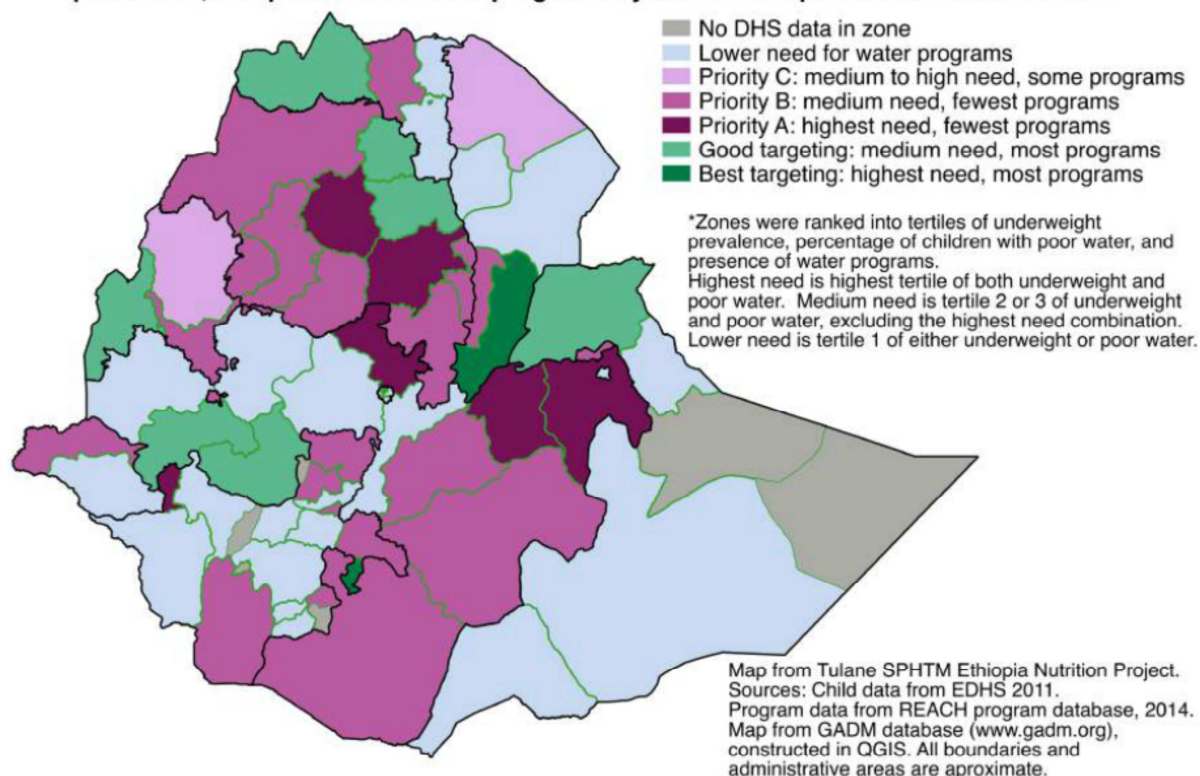 No DHS data in zone
Lower need for water programs
Priority C: medium to high need, some programs
Priority B: medium need, fewest programs
Priority A: highest need, fewest programs
Good targeting: medium need, most programs
Best targeting: highest need, most programs
*Zones were ranked into tertiles of underweight
prevalence, percentage of children with poor water, and
presence of water programs.
Highest need is highest tertile of both underweight and
poor water. Medium need is tertile 2 or 3 of underweight
and poor water, excluding the highest need combination.
Lower need is tertile 1 of either underweight or poor water.
Map from Tulane SPHTM Ethiopia Nutrition Project.
Sources: Child data from EDHS 2011.
Program data from REACH program database, 2014.
Map from GADM database (www.gadm.org),
constructed in QGIS. All boundaries and
administrative areas are aproximate.